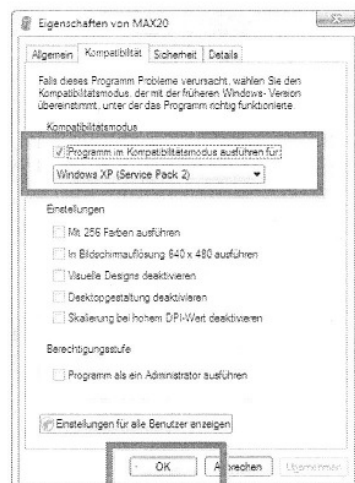 Eigenschaften von MAX20
Allgemein Kompatibilität Sicherheit Details
Falls dieses Programm Probleme verursacht, wählen Sie den
Kompatibilitätsmodus, der mit der früheren Windows-Version
übereinstimmt, unter der das Programm richtig funktionierte.
Kompatibilitätsmodus
Programm im Kompatibilitätsmodus ausführen für:
Windows XP (Service Pack 2)
Einstellungen
Mit 256 Farben ausführen
In Bildschirmauflösung 640 x 480 ausführen
Visuelle Designs deaktivieren
Desktopgestaltung deaktivieren
Skalierung bei hohem DPI-Wert deaktivieren
Berechtigungsstufe
Programm als ein Administrator ausführen
Einstellungen für alle Benutzer anzeigen
OK Abbrechen Übernehmen